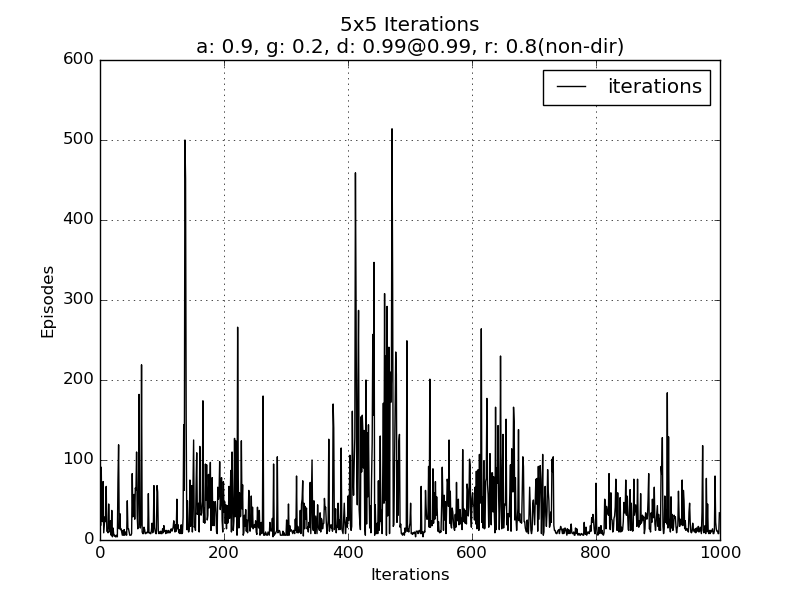 5x5 Iterations
a: 0.9, g: 0.2, d: 0.99@0.99, r: 0.8(non-dir)
iterations
600
500
400
300
200
100
0
Episodes
0 200 400 600 800 1000
Iterations